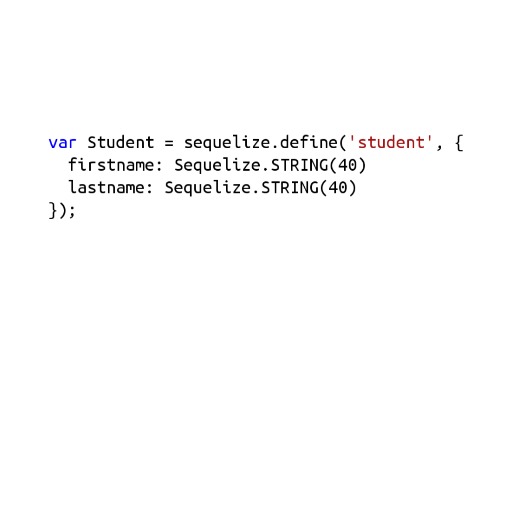 var Student = sequelize.define('student', {
  firstname: Sequelize.STRING(40)
  lastname: Sequelize.STRING(40)
});